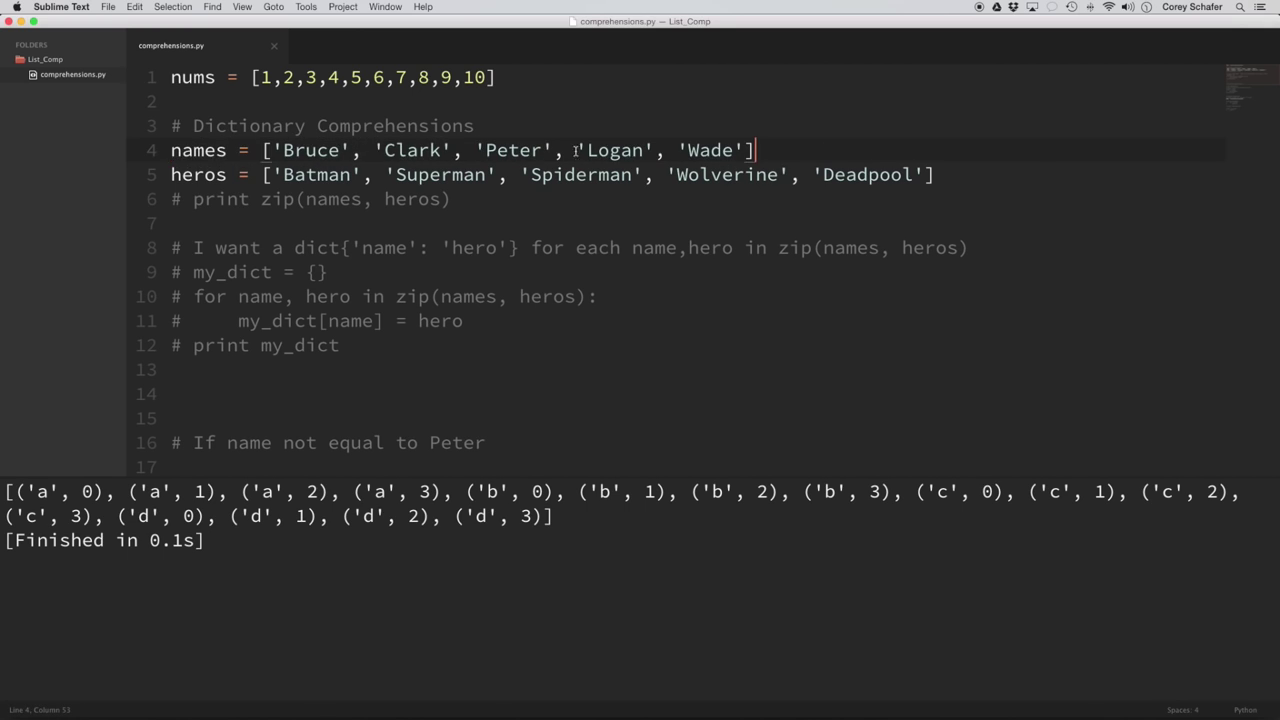 Sublime Text File Edit Selection Find View Goto Tools Project Window Help Corey Schafer
comprehensions.py — List_Comp
FOLDERS
List_Comp
comprehensions.py
comprehensions.py
1 nums = [1,2,3,4,5,6,7,8,9,10]
2
3 # Dictionary Comprehensions
4 names = ['Bruce', 'Clark', 'Peter', 'Logan', 'Wade']
5 heros = ['Batman', 'Superman', 'Spiderman', 'Wolverine', 'Deadpool']
6 # print zip(names, heros)
7
8 # I want a dict{'name': 'hero'} for each name,hero in zip(names, heros)
9 # my_dict = {}
10 # for name, hero in zip(names, heros):
11 #     my_dict[name] = hero
12 # print my_dict
13
14
15
16 # If name not equal to Peter
17
[('a', 0), ('a', 1), ('a', 2), ('a', 3), ('b', 0), ('b', 1), ('b', 2), ('b', 3), ('c', 0), ('c', 1), ('c', 2),
('c', 3), ('d', 0), ('d', 1), ('d', 2), ('d', 3)]
[Finished in 0.1s]
Line 4, Column 53 Spaces: 4 Python